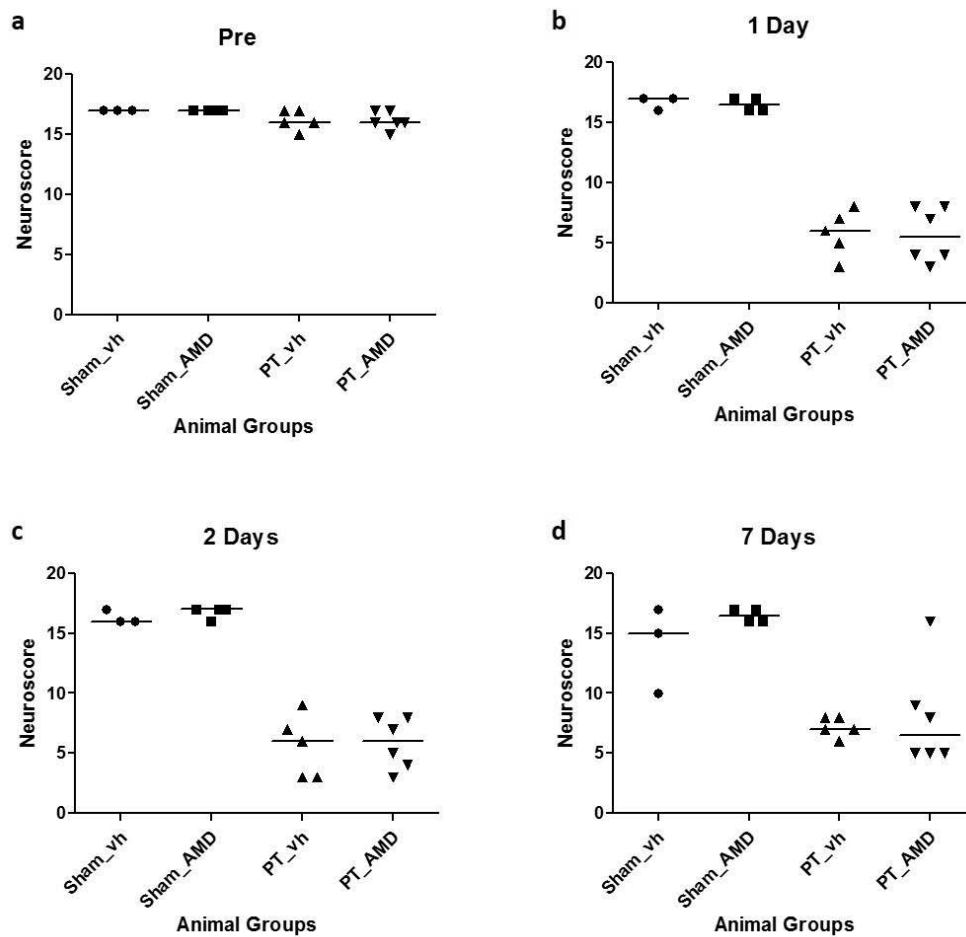 a
Pre
20
15
10
5
0
Neuroscore
Sham_vh
Sham_AMD
PT_vh
PT_AMD
Animal Groups
b
1 Day
20
15
10
5
0
Neuroscore
Sham_vh
Sham_AMD
PT_vh
PT_AMD
Animal Groups
c
2 Days
20
15
10
5
0
Neuroscore
Sham_vh
Sham_AMD
PT_vh
PT_AMD
Animal Groups
d
7 Days
20
15
10
5
0
Neuroscore
Sham_vh
Sham_AMD
PT_vh
PT_AMD
Animal Groups